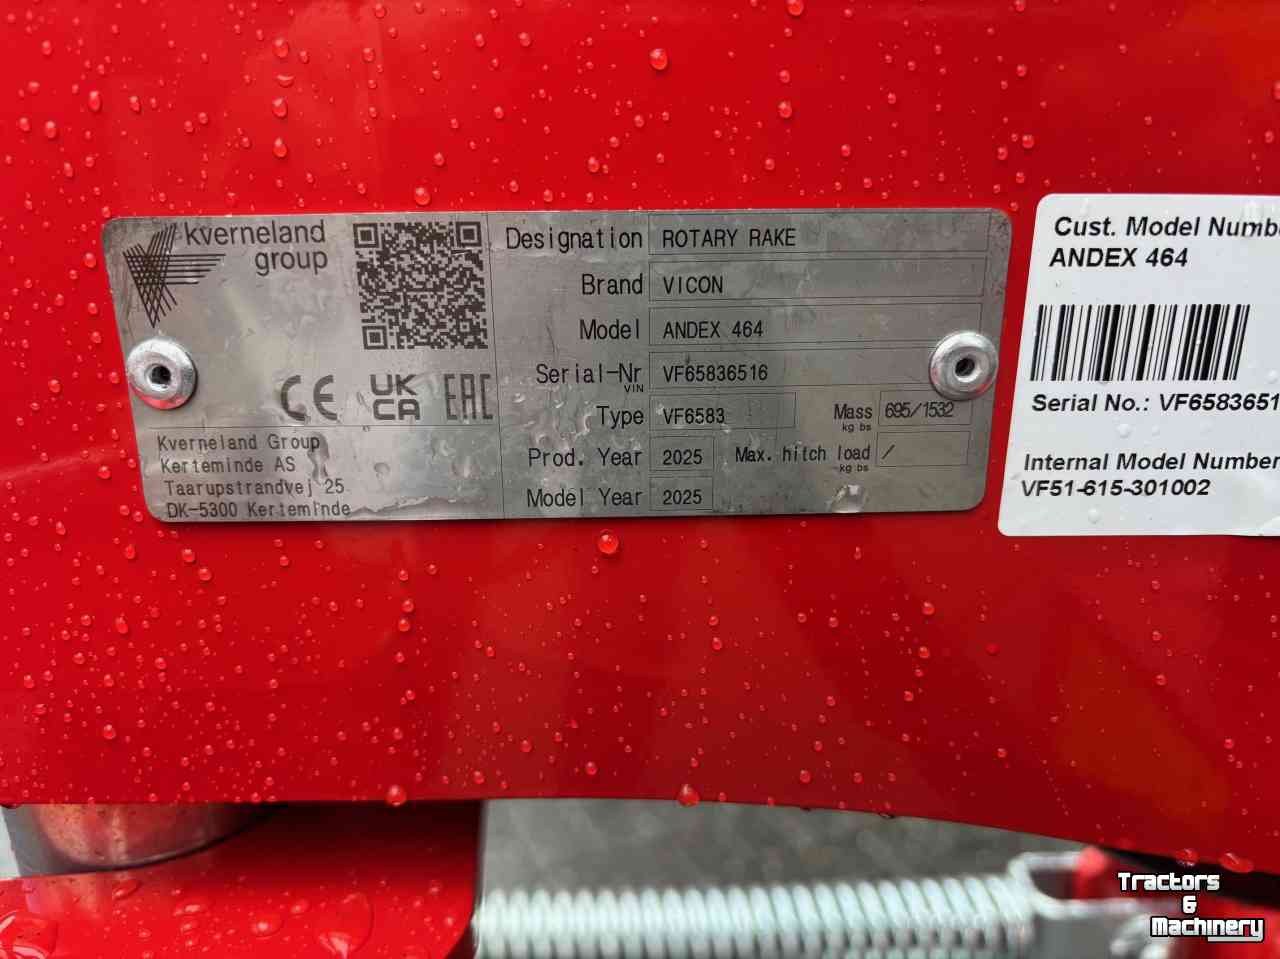 kverneland
group
CE UK CA EAC
Kverneland Group
Kerteminde AS
Taarupstrandvej 25
DK-5300 Kerteminde
Designation ROTARY RAKE
Brand VICON
Model ANDEX 464
Serial-Nr VF65836516
VIN
Type VF6583 Mass 695/1532
kg bs
Prod. Year 2025 Max. hitch load /
kg bs
Model Year 2025
Cust. Model Numb
ANDEX 464
Serial No.: VF6583651
Internal Model Number
VF51-615-301002
Tractors
&
Machinery